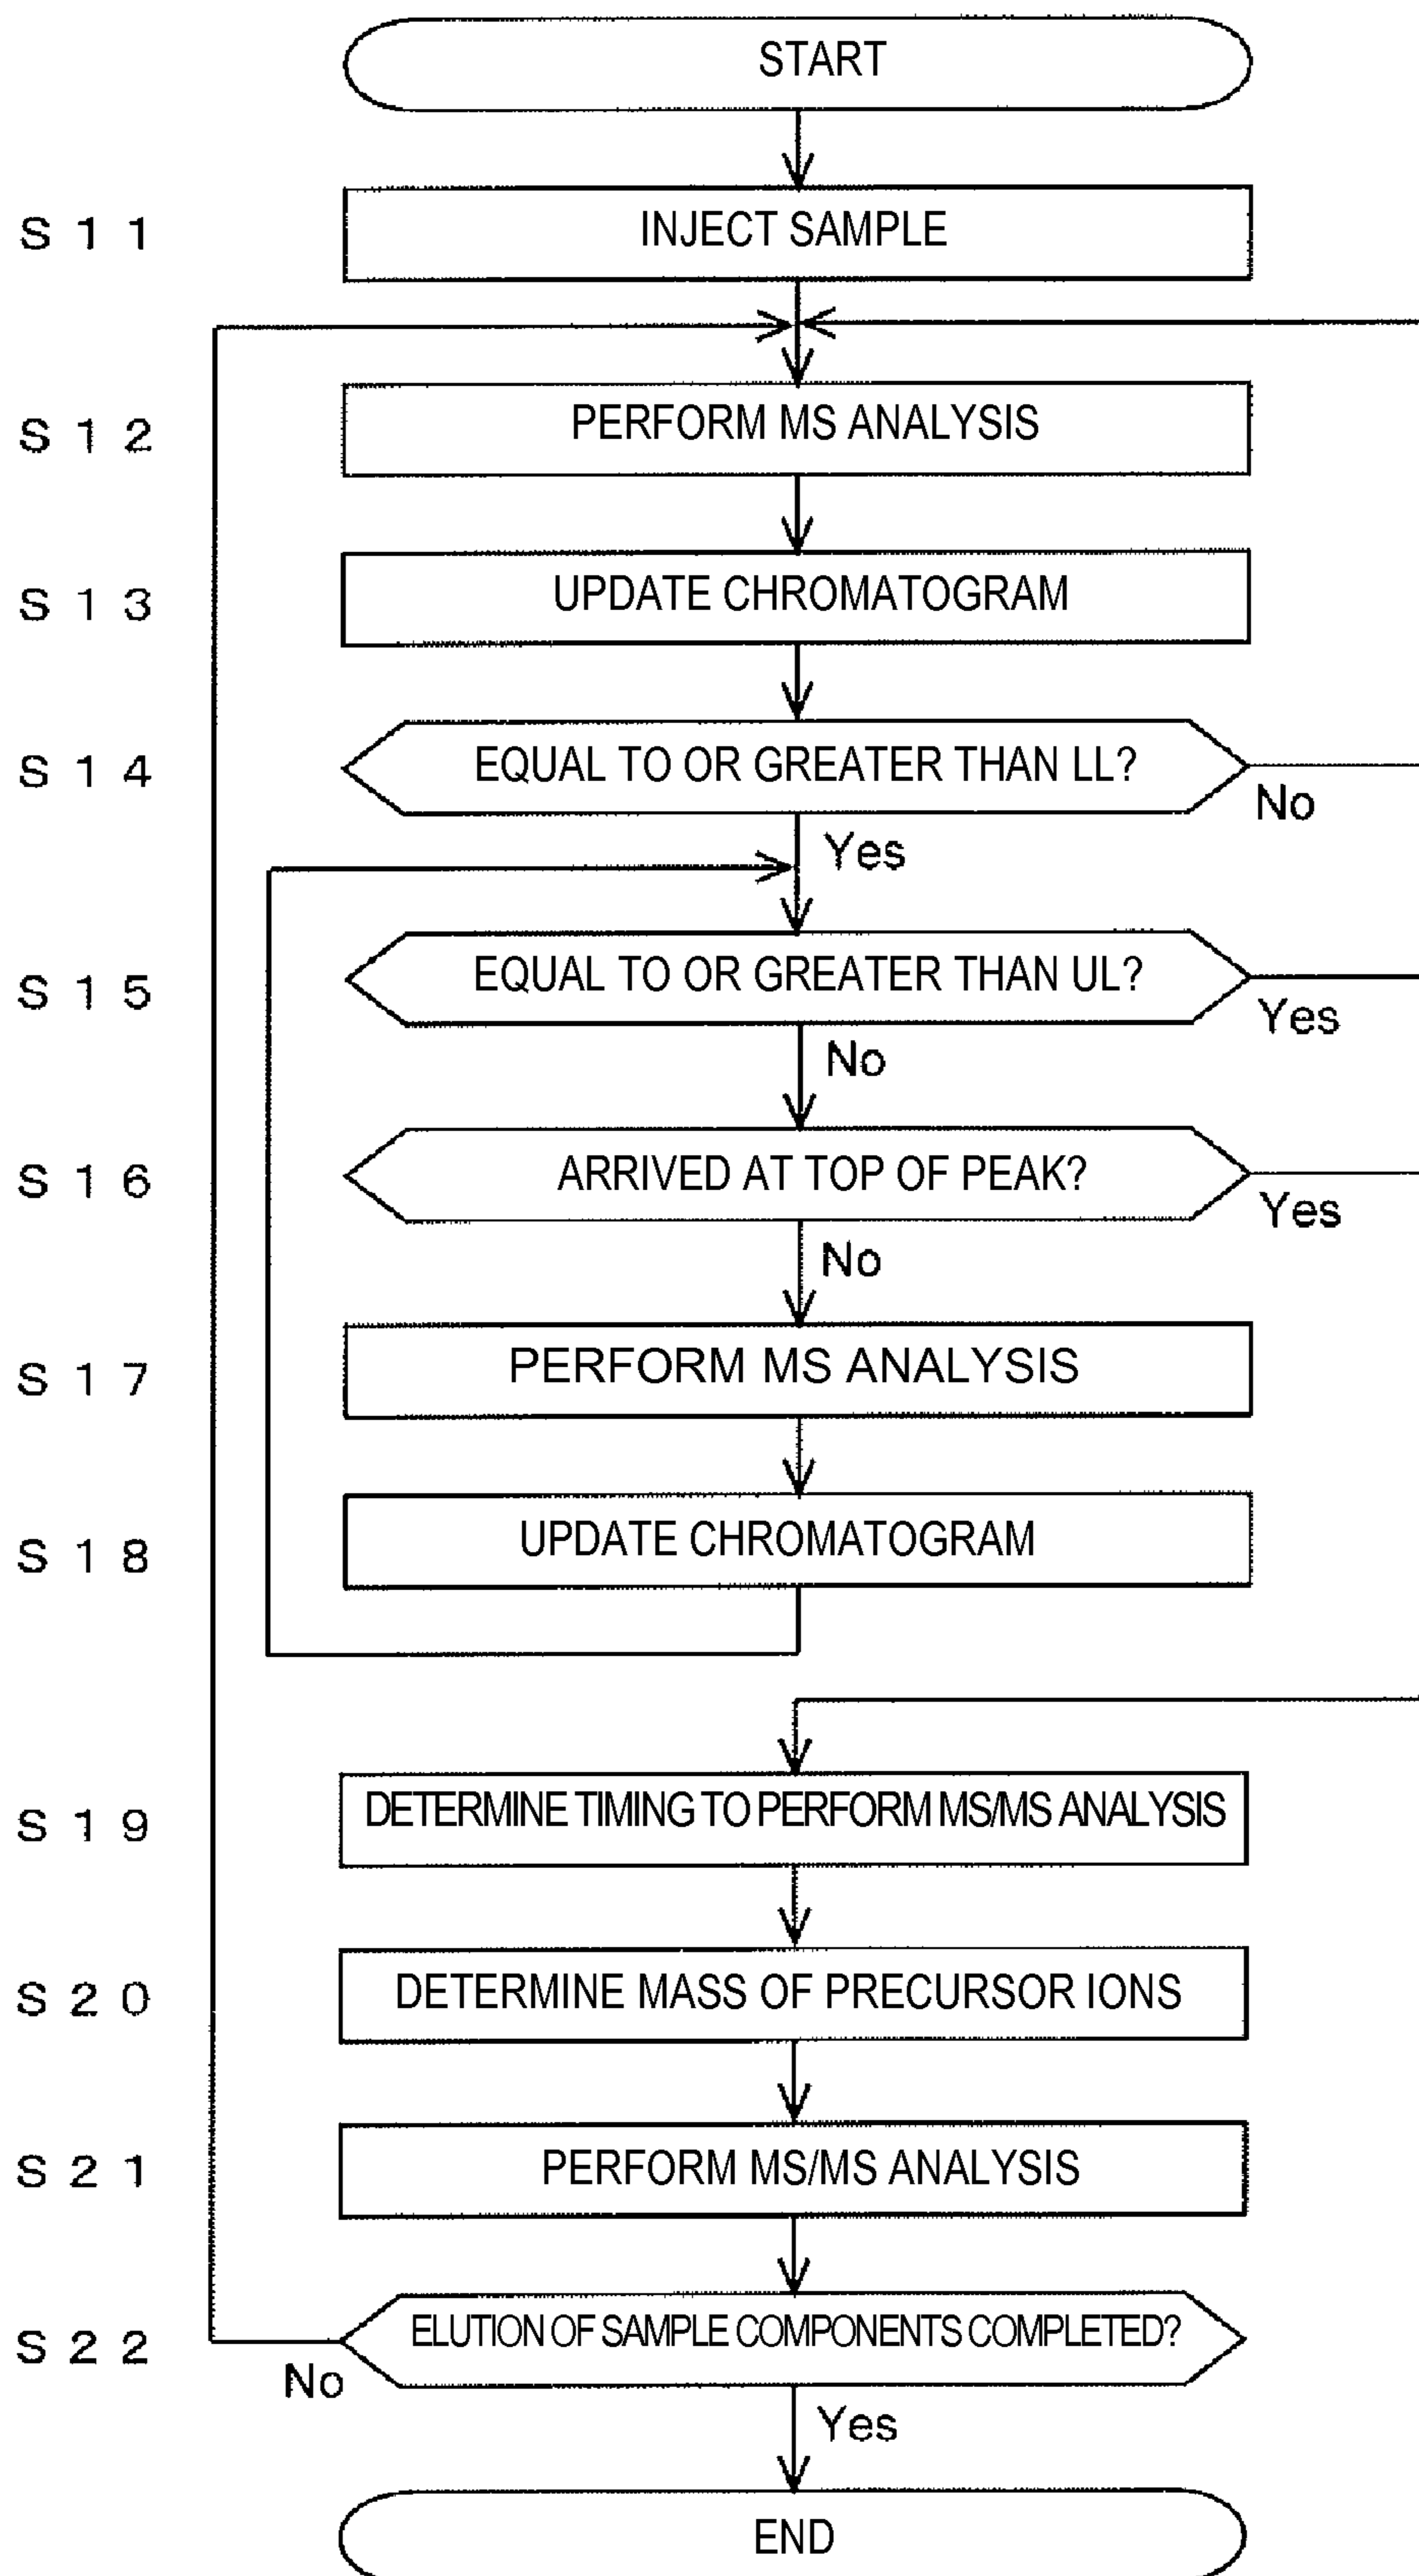 START
S 1 1
INJECT SAMPLE
S 1 2
PERFORM MS ANALYSIS
S 1 3
UPDATE CHROMATOGRAM
S 1 4
EQUAL TO OR GREATER THAN LL?
No
Yes
S 1 5
EQUAL TO OR GREATER THAN UL?
Yes
No
S 1 6
ARRIVED AT TOP OF PEAK?
Yes
No
S 1 7
PERFORM MS ANALYSIS
S 1 8
UPDATE CHROMATOGRAM
S 1 9
DETERMINE TIMING TO PERFORM MS/MS ANALYSIS
S 2 0
DETERMINE MASS OF PRECURSOR IONS
S 2 1
PERFORM MS/MS ANALYSIS
S 2 2
ELUTION OF SAMPLE COMPONENTS COMPLETED?
No
Yes
END